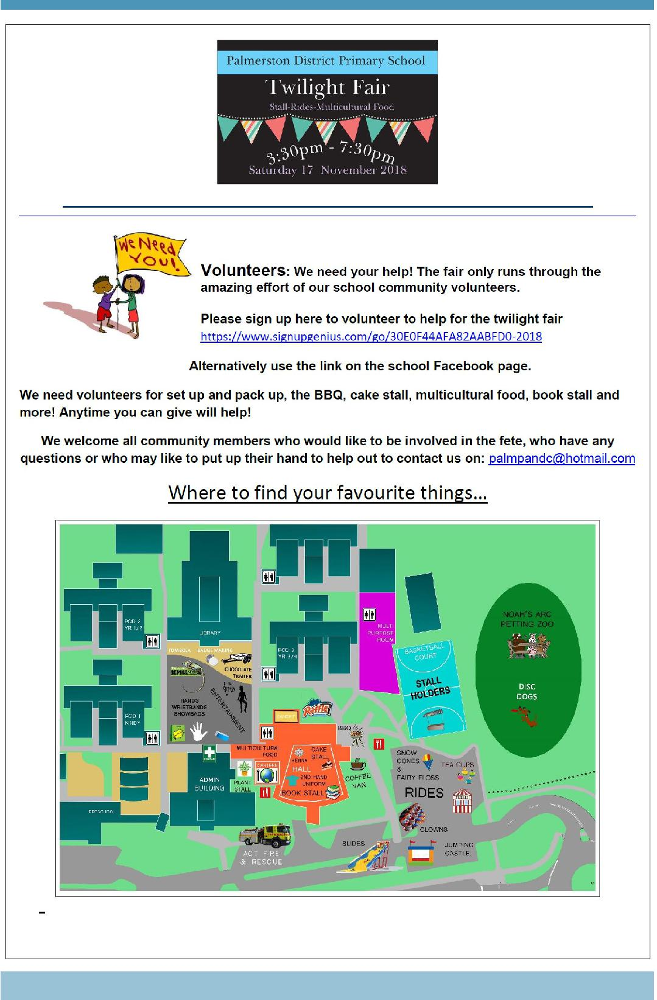 Palmerston District Primary School
Twilight Fair
Stall-Rides-Multicultural Food
3:30pm - 7:30pm
Saturday 17 November 2018
We Need
YOU!
Volunteers: We need your help! The fair only runs through the
amazing effort of our school community volunteers.
Please sign up here to volunteer to help for the twilight fair
https://www.signupgenius.com/go/30E0F44AFA82AABFD0-2018
Alternatively use the link on the school Facebook page.
We need volunteers for set up and pack up, the BBQ, cake stall, multicultural food, book stall and
more! Anytime you can give will help!
We welcome all community members who would like to be involved in the fete, who have any
questions or who may like to put up their hand to help out to contact us on: palmpandc@hotmail.com
Where to find your favourite things...
POD 2
LIBRARY
TOMBOLA
BADGE MAKING
CHOCOLATE
TRAILER
REPTILE ZOO
HANDS
WRISTBANDS
SHOWBAGS
ENTERTAINMENT
POD 1
KINDY
POD 3
YR 3/4
MULTI
PURPOSE
ROOM
BASKETBALL
COURT
STALL
HOLDERS
NOAH'S ARC
PETTING ZOO
DISC
DOGS
Raffle
BBQ
MULTICULTURAL
FOOD
CANTEEN
PLANT
STALL
ADMIN
BUILDING
HENNA
CAKE
STALL
HALL
2ND HAND
UNIFORM
BOOK STALL
COFFEE
VAN
SNOW
CONES
&
FAIRY FLOSS
TEA CUPS
RIDES
TICKETS
CLOWNS
SLIDES
JUMPING
CASTLE
PRESCHOOL
ACT FIRE
& RESCUE
-